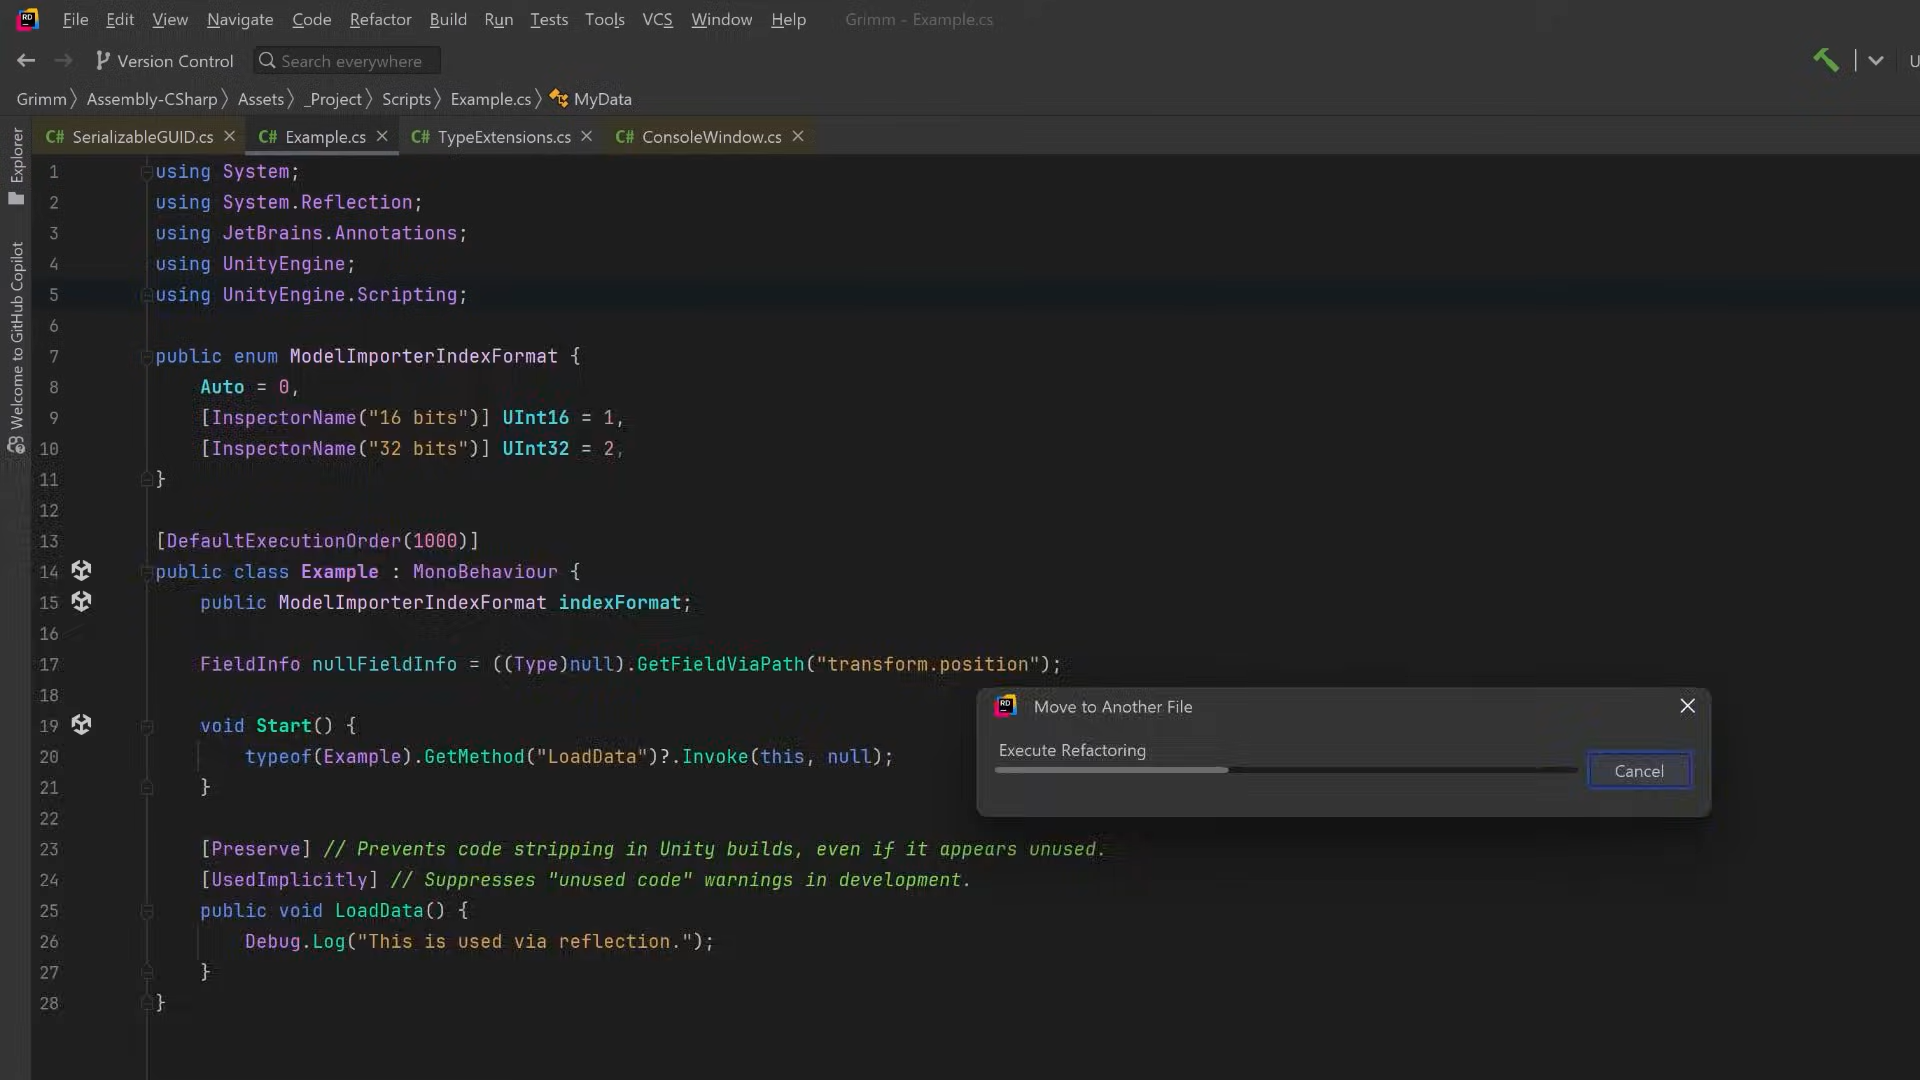 File Edit View Navigate Code Refactor Build Run Tests Tools VCS Window Help Grimm - Example.cs
Version Control Search everywhere
Grimm Assembly-CSharp Assets _Project Scripts Example.cs MyData
C# SerializableGUID.cs C# Example.cs C# TypeExtensions.cs C# ConsoleWindow.cs
Explorer
Welcome to GitHub Copilot
1 using System;
2 using System.Reflection;
3 using JetBrains.Annotations;
4 using UnityEngine;
5 using UnityEngine.Scripting;
6
7 public enum ModelImporterIndexFormat {
8 Auto = 0,
9 [InspectorName("16 bits")] UInt16 = 1,
10 [InspectorName("32 bits")] UInt32 = 2,
11 }
12
13 [DefaultExecutionOrder(1000)]
14 public class Example : MonoBehaviour {
15 public ModelImporterIndexFormat indexFormat;
16
17 FieldInfo nullFieldInfo = ((Type)null).GetFieldViaPath("transform.position");
18
19 void Start() {
20 typeof(Example).GetMethod("LoadData")?.Invoke(this, null);
21 }
22
23 [Preserve] // Prevents code stripping in Unity builds, even if it appears unused.
24 [UsedImplicitly] // Suppresses "unused code" warnings in development.
25 public void LoadData() {
26 Debug.Log("This is used via reflection.");
27 }
28 }
Move to Another File
Execute Refactoring
Cancel